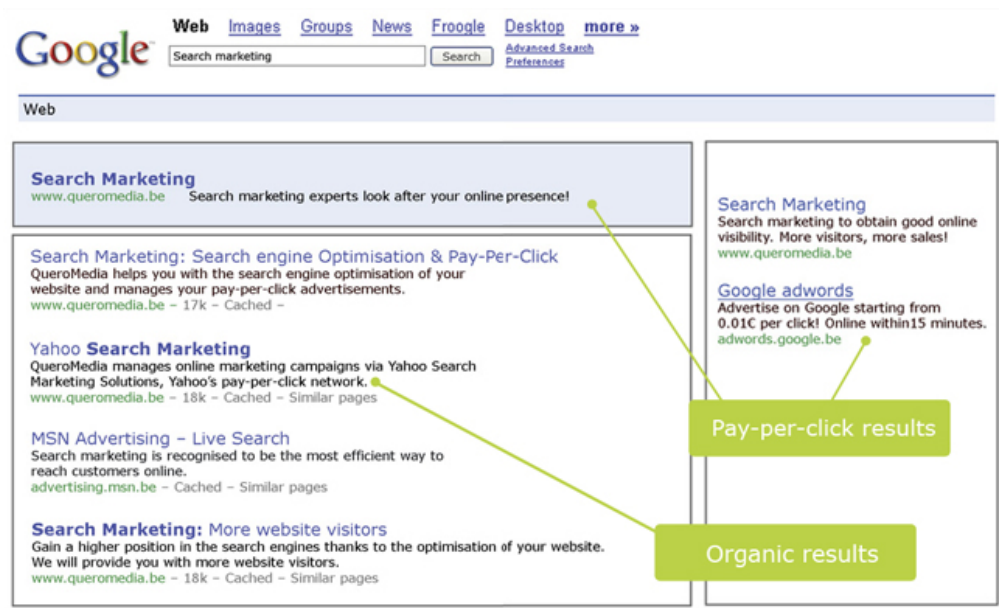 Google™
Web Images Groups News Froogle Desktop more »
Search marketing Search Advanced Search
Preferences
Web
Search Marketing
www.queromedia.be Search marketing experts look after your online presence!
Search Marketing: Search engine Optimisation & Pay-Per-Click
QueroMedia helps you with the search engine optimisation of your
website and manages your pay-per-click advertisements.
www.queromedia.be – 17k – Cached –
Yahoo Search Marketing
QueroMedia manages online marketing campaigns via Yahoo Search
Marketing Solutions, Yahoo's pay-per-click network.
www.queromedia.be – 18k – Cached – Similar pages
MSN Advertising – Live Search
Search marketing is recognised to be the most efficient way to
reach customers online.
advertising.msn.be – Cached – Similar pages
Search Marketing: More website visitors
Gain a higher position in the search engines thanks to the optimisation of your website.
We will provide you with more website visitors.
www.queromedia.be – 18k – Cached – Similar pages
Search Marketing
Search marketing to obtain good online
visibility. More visitors, more sales!
www.queromedia.be
Google adwords
Advertise on Google starting from
0.01€ per click! Online within15 minutes.
adwords.google.be
Pay-per-click results
Organic results